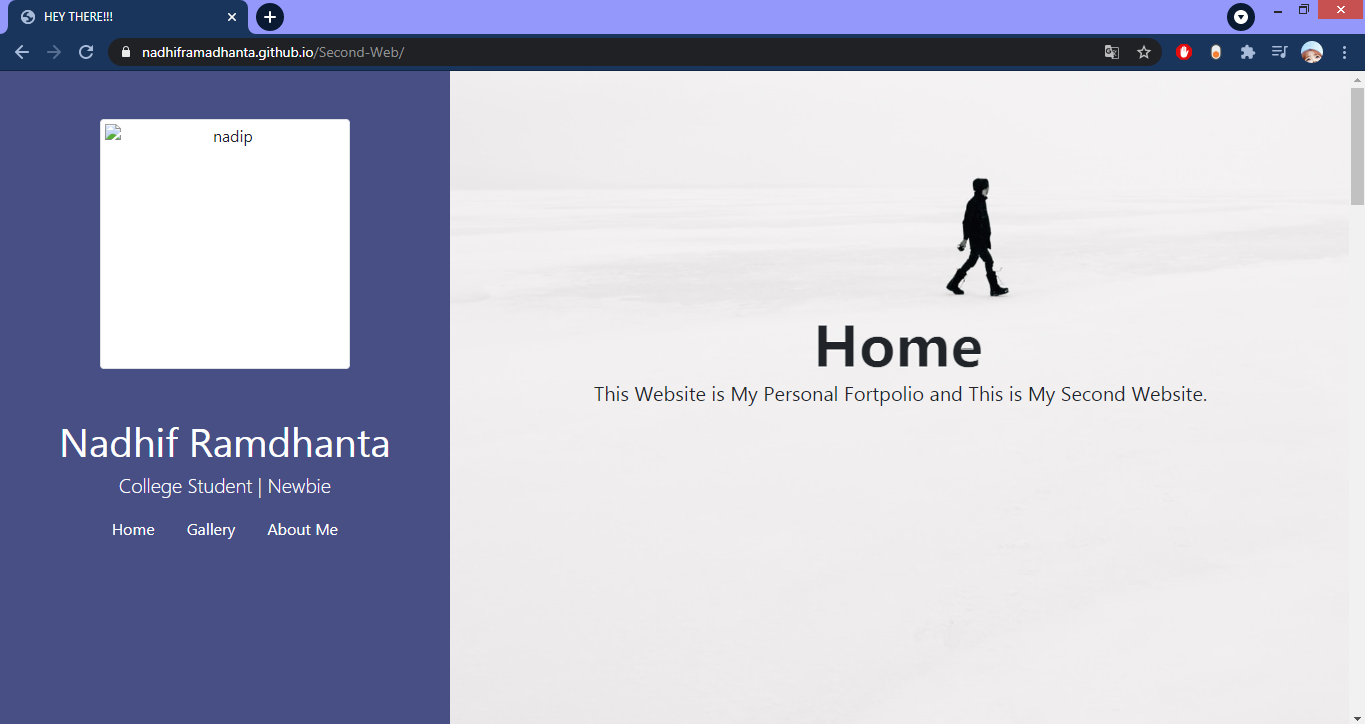 HEY THERE!!!
nadhiframadhanta.github.io/Second-Web/
nadip
Nadhif Ramdhanta
College Student | Newbie
Home Gallery About Me
Home
This Website is My Personal Fortpolio and This is My Second Website.